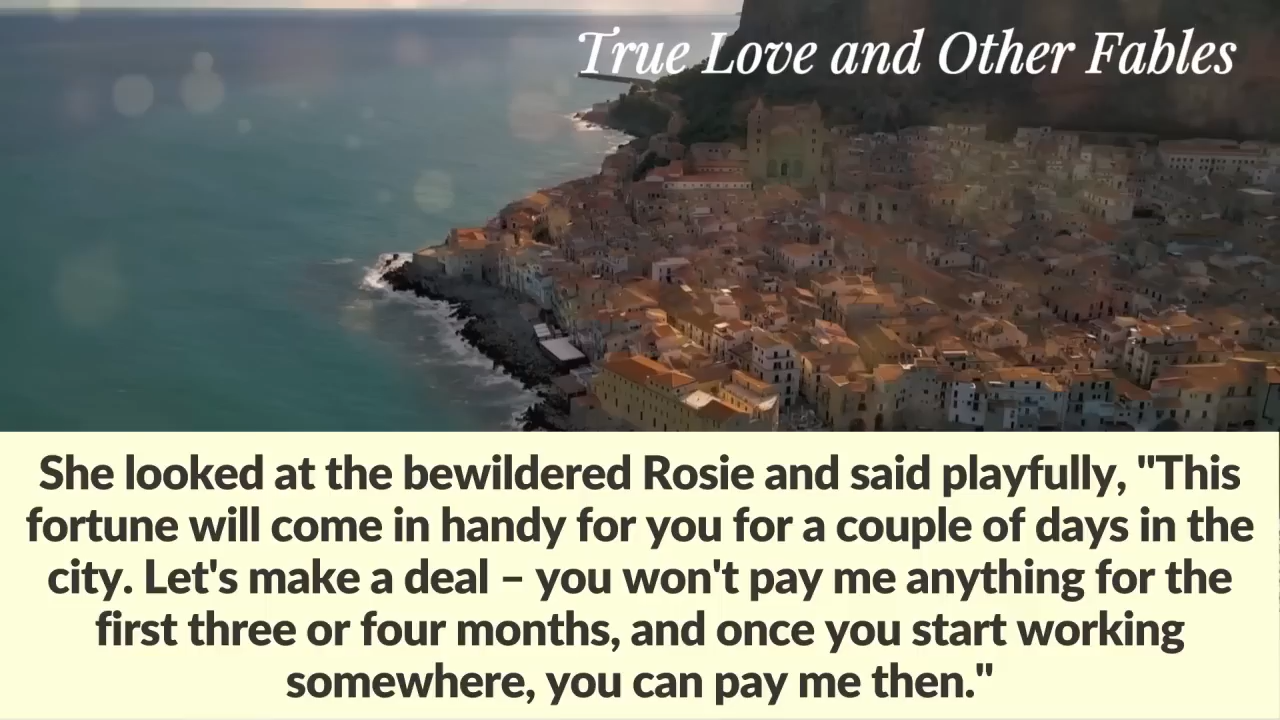 True Love and Other Fables
She looked at the bewildered Rosie and said playfully, "This
fortune will come in handy for you for a couple of days in the
city. Let's make a deal – you won't pay me anything for the
first three or four months, and once you start working
somewhere, you can pay me then."